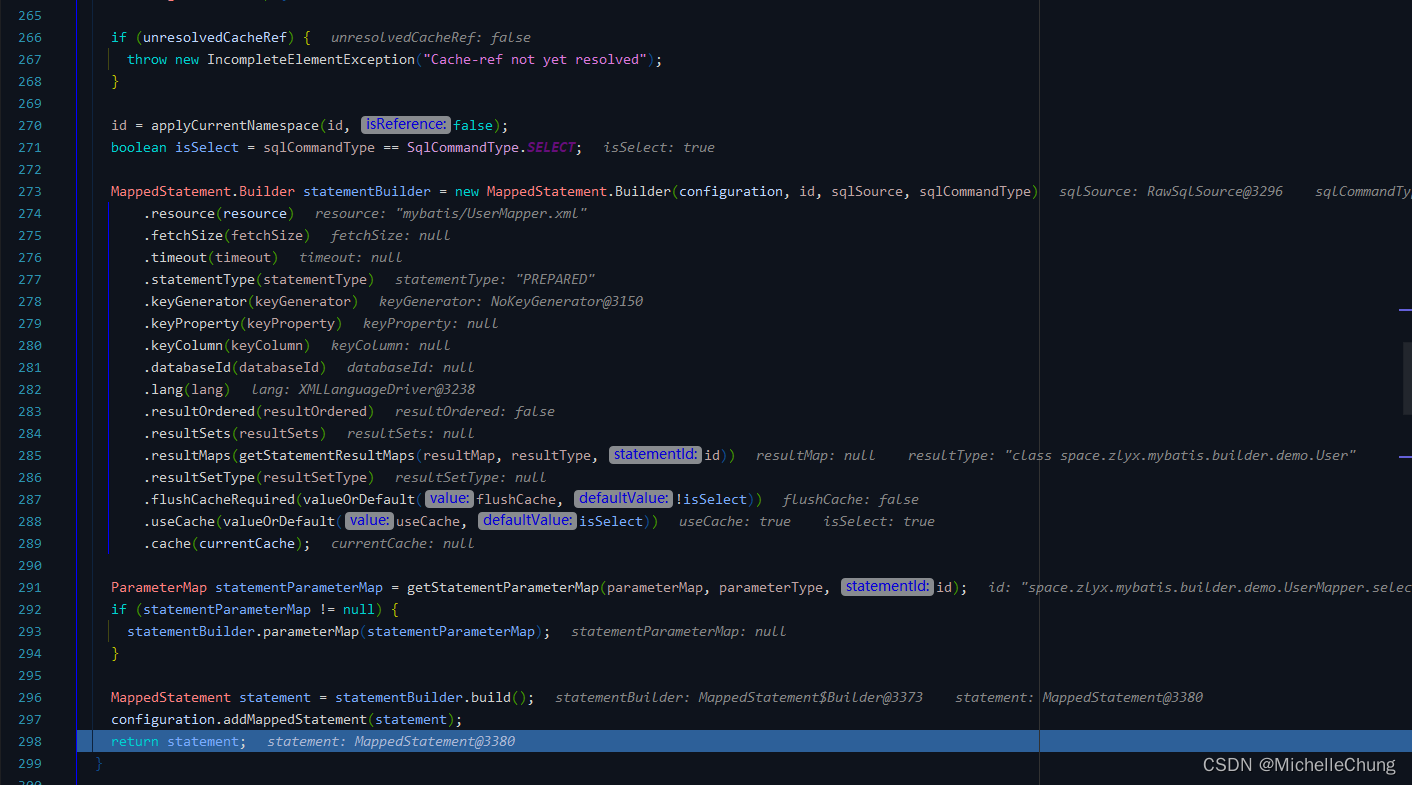 265
266 if (unresolvedCacheRef) { unresolvedCacheRef: false
267 throw new IncompleteElementException("Cache-ref not yet resolved");
268 }
269
270 id = applyCurrentNamespace(id, isReference: false);
271 boolean isSelect = sqlCommandType == SqlCommandType.SELECT; isSelect: true
272
273 MappedStatement.Builder statementBuilder = new MappedStatement.Builder(configuration, id, sqlSource, sqlCommandType) sqlSource: RawSqlSource@3296 sqlCommandTy
274 .resource(resource) resource: "mybatis/UserMapper.xml"
275 .fetchSize(fetchSize) fetchSize: null
276 .timeout(timeout) timeout: null
277 .statementType(statementType) statementType: "PREPARED"
278 .keyGenerator(keyGenerator) keyGenerator: NoKeyGenerator@3150
279 .keyProperty(keyProperty) keyProperty: null
280 .keyColumn(keyColumn) keyColumn: null
281 .databaseId(databaseId) databaseId: null
282 .lang(lang) lang: XMLLanguageDriver@3238
283 .resultOrdered(resultOrdered) resultOrdered: false
284 .resultSets(resultSets) resultSets: null
285 .resultMaps(getStatementResultMaps(resultMap, resultType, statementId: id)) resultMap: null resultType: "class space.zlyx.mybatis.builder.demo.User"
286 .resultSetType(resultSetType) resultSetType: null
287 .flushCacheRequired(valueOrDefault(value: flushCache, defaultValue: !isSelect)) flushCache: false
288 .useCache(valueOrDefault(value: useCache, defaultValue: isSelect)) useCache: true isSelect: true
289 .cache(currentCache); currentCache: null
290
291 ParameterMap statementParameterMap = getStatementParameterMap(parameterMap, parameterType, statementId: id); id: "space.zlyx.mybatis.builder.demo.UserMapper.selec
292 if (statementParameterMap != null) {
293 statementBuilder.parameterMap(statementParameterMap); statementParameterMap: null
294 }
295
296 MappedStatement statement = statementBuilder.build(); statementBuilder: MappedStatement$Builder@3373 statement: MappedStatement@3380
297 configuration.addMappedStatement(statement);
298 return statement; statement: MappedStatement@3380
299 }
CSDN @MichelleChung